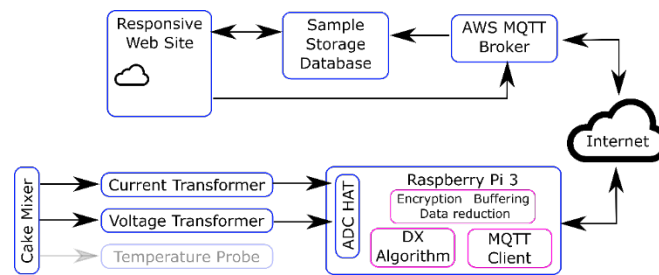 Responsive
Web Site
Sample
Storage
Database
AWS MQTT
Broker
Internet
Cake Mixer
Current Transformer
Voltage Transformer
Temperature Probe
ADC HAT
Raspberry Pi 3
Encryption Buffering
Data reduction
DX
Algorithm
MQTT
Client